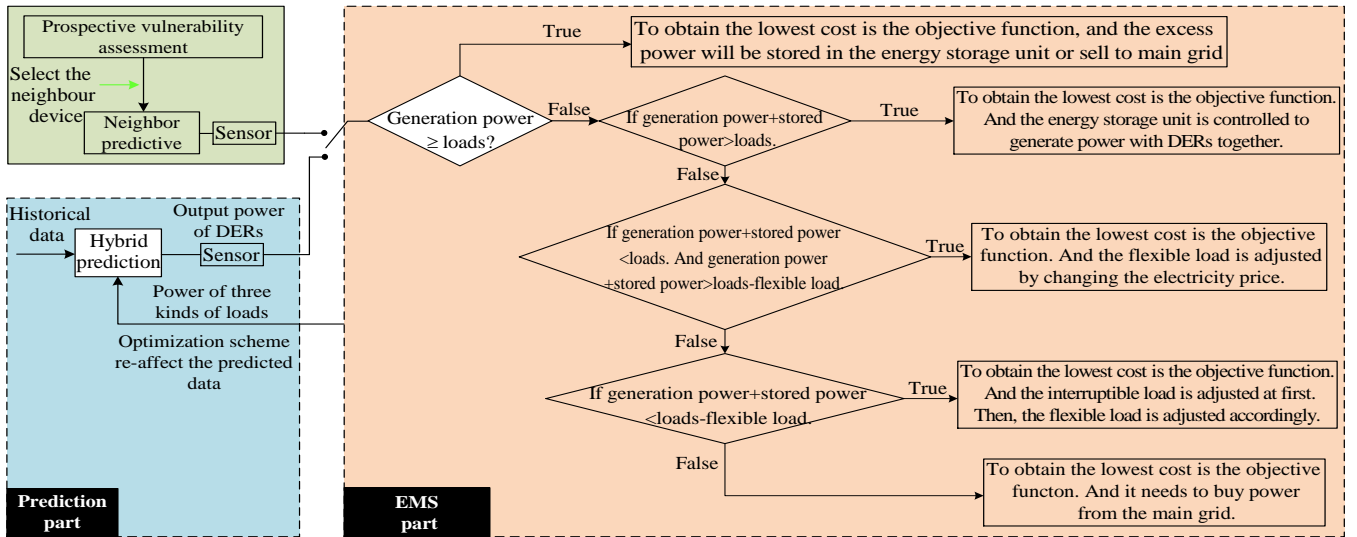 Prospective vulnerability
assessment
Select the
neighbour
device
Neighbor
predictive
Sensor
Historical
data
Hybrid
prediction
Output power
of DERs
Sensor
Power of three
kinds of loads
Optimization scheme
re-affect the predicted
data
Prediction
part
Generation power
≥ loads?
True
To obtain the lowest cost is the objective function, and the excess
power will be stored in the energy storage unit or sell to main grid
False
If generation power+stored
power>loads.
True
To obtain the lowest cost is the objective function.
And the energy storage unit is controlled to
generate power with DERs together.
False
If generation power+stored power
<loads. And generation power
+stored power>loads-flexible load.
True
To obtain the lowest cost is the objective
function. And the flexible load is adjusted
by changing the electricity price.
False
If generation power+stored power
<loads-flexible load.
True
To obtain the lowest cost is the objective function.
And the interruptible load is adjusted at first.
Then, the flexible load is adjusted accordingly.
False
To obtain the lowest cost is the objective
functon. And it needs to buy power
from the main grid.
EMS
part